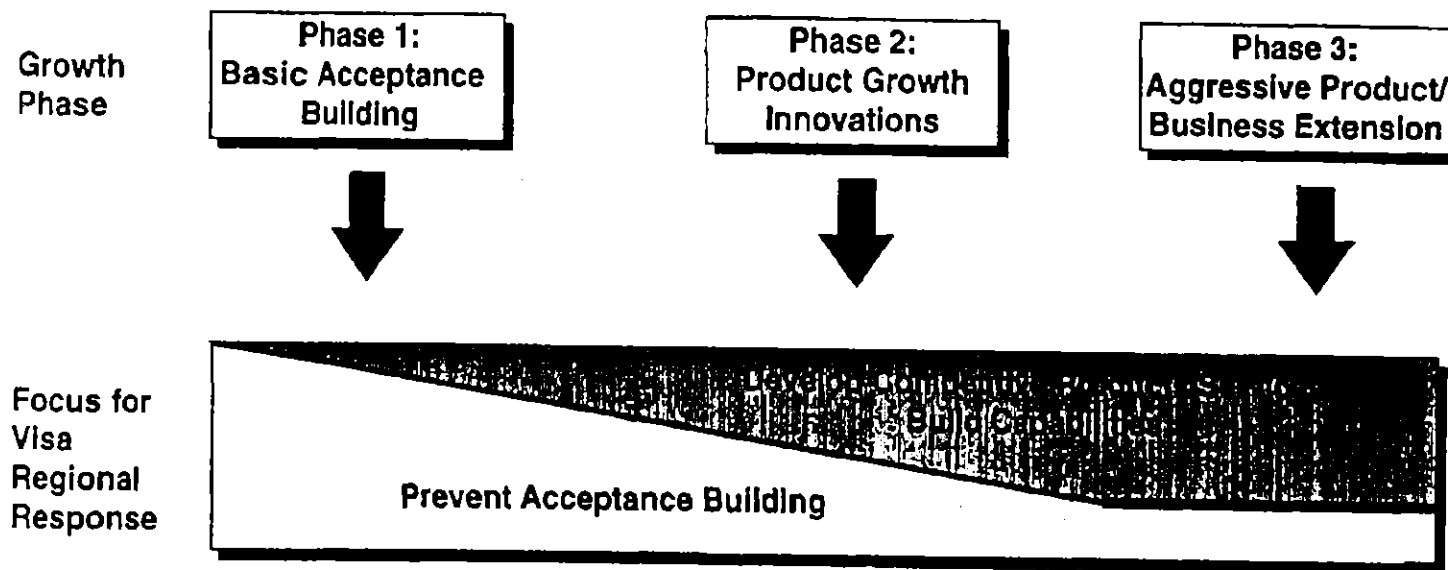 Growth
Phase
Phase 1:
Basic Acceptance
Building
Phase 2:
Product Growth
Innovations
Phase 3:
Aggressive Product/
Business Extension
Focus for
Visa
Regional
Response
Build
Prevent Acceptance Building